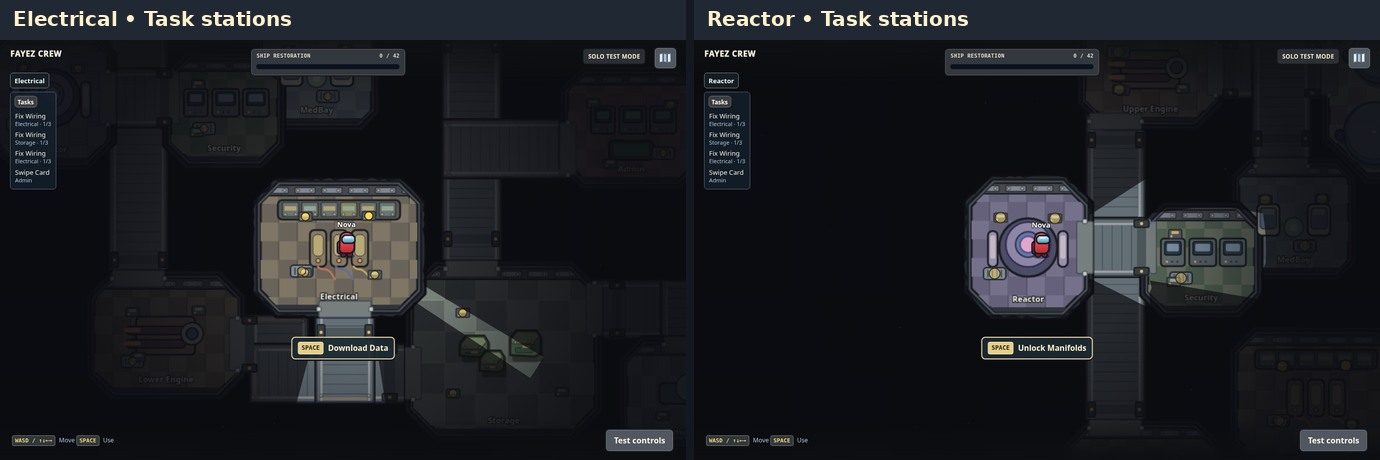 Electrical • Task stations
FAYEZ CREW
SHIP RESTORATION 0 / 42
SOLO TEST MODE
Electrical
Tasks
Fix Wiring
Electrical · 1/3
Fix Wiring
Storage · 1/3
Fix Wiring
Electrical · 1/3
Swipe Card
Admin
MedBay
Security
Admin
Nova
Electrical
SPACE Download Data
Lower Engine
Storage
WASD / ↑↓←→ Move SPACE Use
Test controls
Reactor • Task stations
FAYEZ CREW
SHIP RESTORATION 0 / 42
SOLO TEST MODE
Reactor
Tasks
Fix Wiring
Electrical · 1/3
Fix Wiring
Storage · 1/3
Fix Wiring
Electrical · 1/3
Swipe Card
Admin
Upper Engine
Nova
MedBay
Reactor
Security
SPACE Unlock Manifolds
WASD / ↑↓←→ Move SPACE Use
Test controls